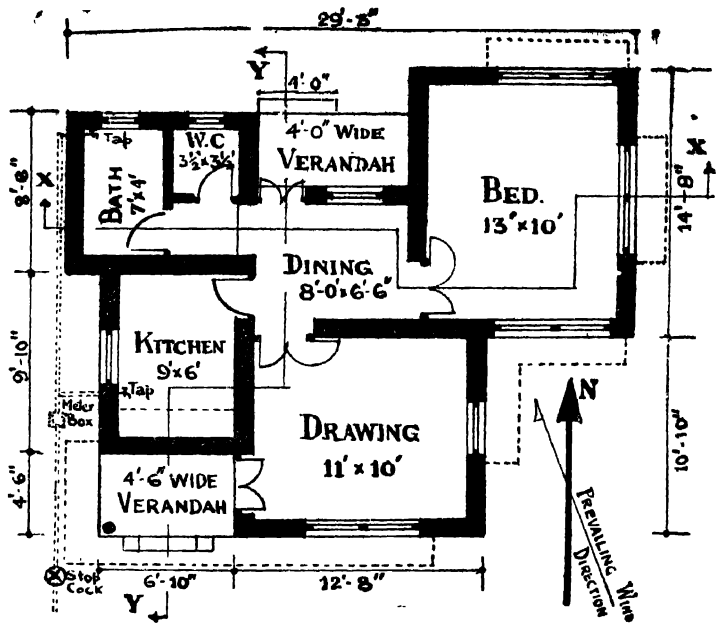 29'-8"
Y
4'-0"
4'-0" WIDE
VERANDAH
Tap
W.C
3½'x3½'
BATH
7'x4'
8'-8"
X
BED.
13'x10'
X
14'-8"
DINING
8'-0'x6'-6"
KITCHEN
9'x6'
9'-10"
Tap
Meter
Box
DRAWING
11'x10'
N
10'-10"
4'-6" WIDE
VERANDAH
4'-6"
PREVAILING WIND
DIRECTION
Stop
Cock
6'-10"
12'-8"
Y